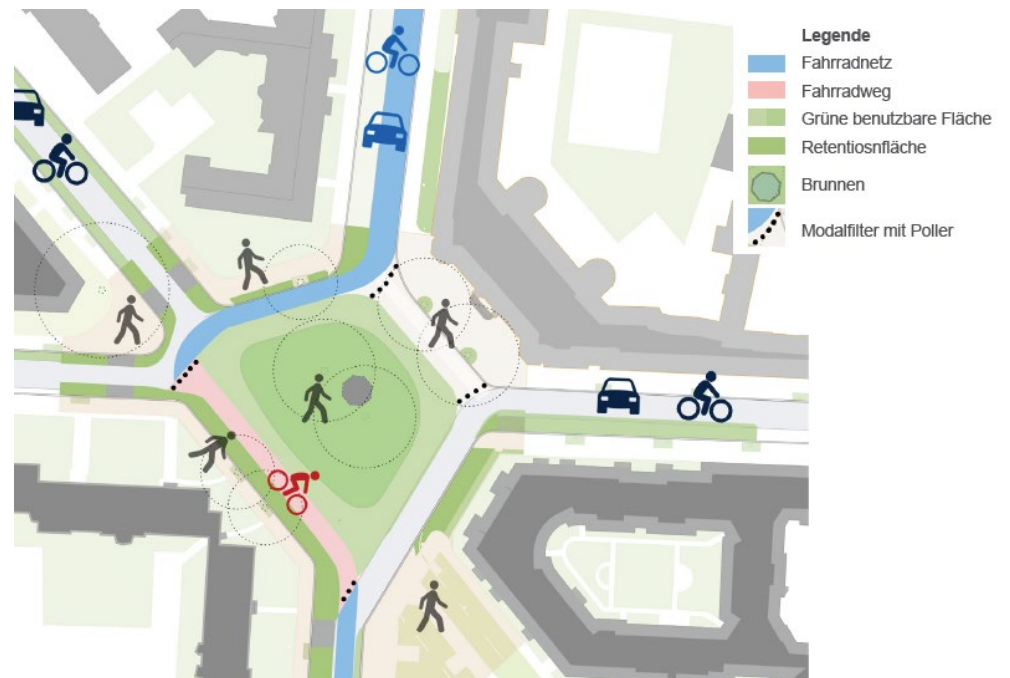 Legende
Fahrradnetz
Fahrradweg
Grüne benutzbare Fläche
Retentiosnfläche
Brunnen
Modalfilter mit Poller